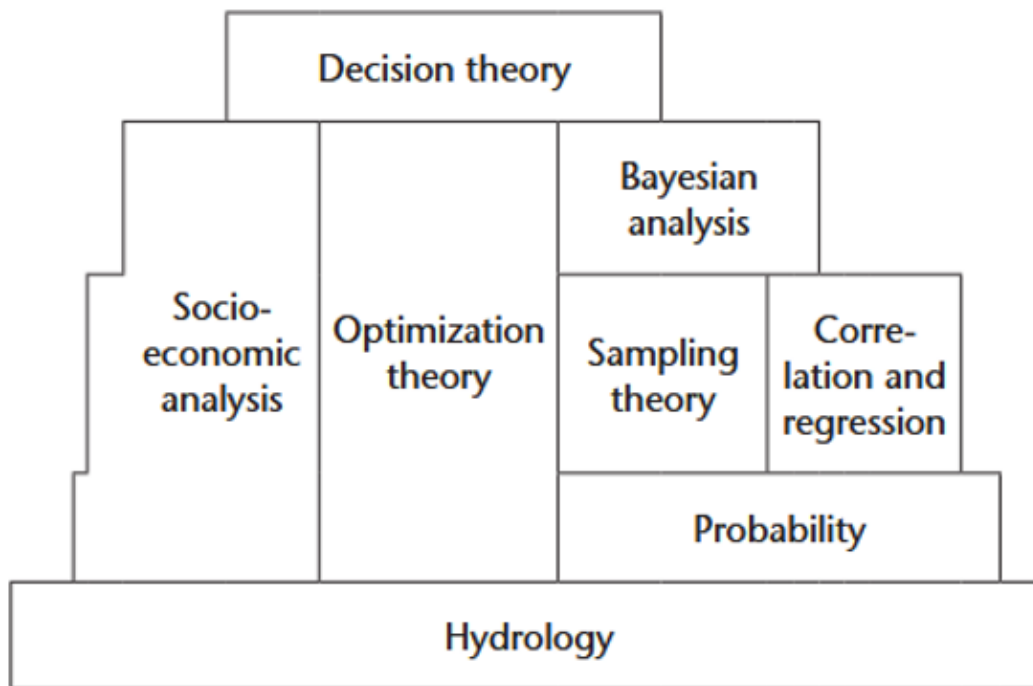 Decision theory
Bayesian
analysis
Socio-
economic
analysis
Optimization
theory
Sampling
theory
Corre-
lation and
regression
Probability
Hydrology